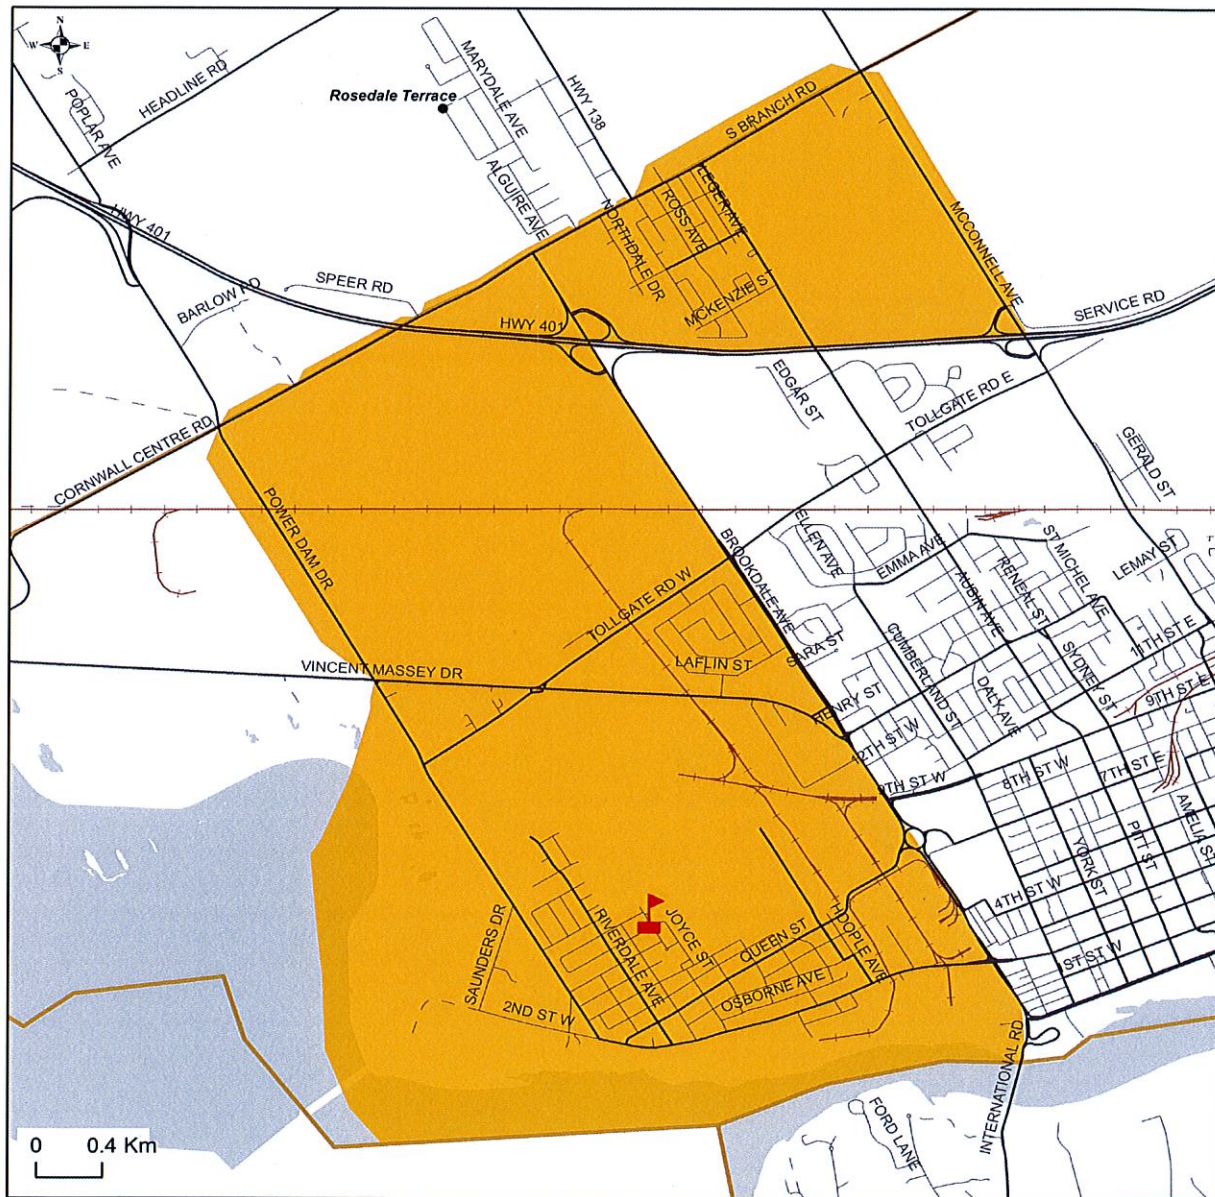 N
W E
S
HEADLINE RD
POPLAR AVE
MARYDALE AVE
Rosedale Terrace
HWY 138
S BRANCH RD
ALGUIRE AVE
NORTHDALE DR
ROSS AVE
LEGER AVE
MCCONNELL AVE
HWY 401
SPEER RD
BARLOW RD
HWY 401
MCKENZIE ST
SERVICE RD
EDGAR ST
TOLLGATE RD E
CORNWALL CENTRE RD
GERALD ST
POWER DAM DR
ELLEN AVE
EMMA AVE
ST MICHEL AVE
LEMAY ST
BROOKDALE AVE
AUBIN AVE
RENEAL ST
TOLLGATE RD W
SARA ST
CUMBERLAND ST
SYDNEY ST
11TH ST E
VINCENT MASSEY DR
LAFLIN ST
HENRY ST
DALK AVE
9TH ST E
12TH ST W
9TH ST W
8TH ST W
7TH ST E
AMELIA ST
YORK ST
PITT ST
4TH ST W
SAUNDERS DR
RIVERDALE AVE
JOYCE ST
QUEEN ST
HOOPLE AVE
OSBORNE AVE
1ST ST W
2ND ST W
INTERNATIONAL RD
FORD LANE
0 0.4 Km